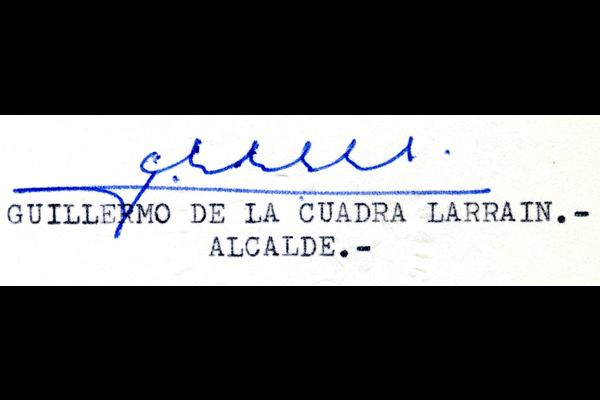 GUILLERMO DE LA CUADRA LARRAIN.-
ALCALDE.-